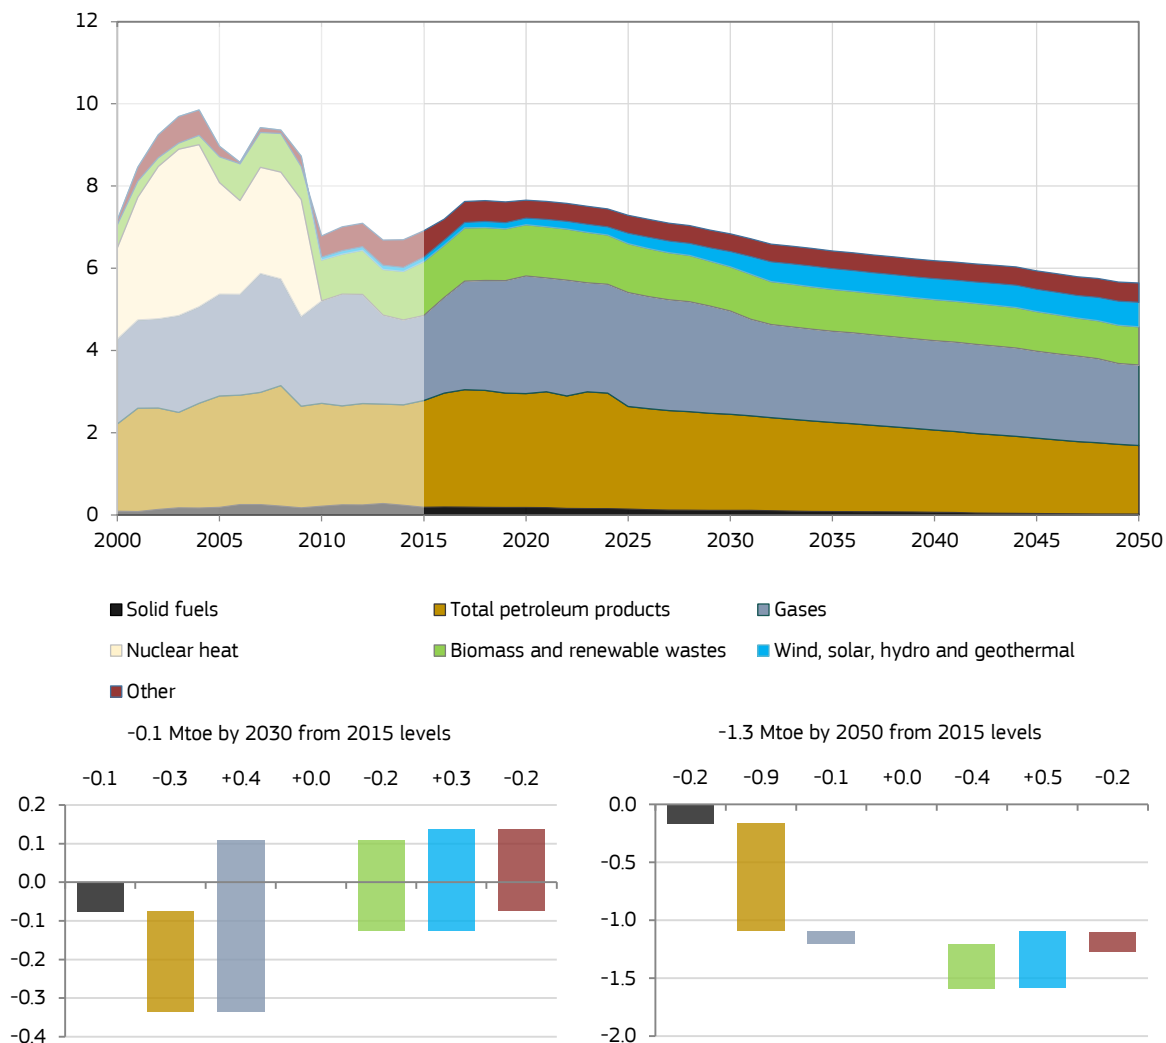 12
10
8
6
4
2
0
2000 2005 2010 2015 2020 2025 2030 2035 2040 2045 2050
Solid fuels Total petroleum products Gases
Nuclear heat Biomass and renewable wastes Wind, solar, hydro and geothermal
Other
-0.1 Mtoe by 2030 from 2015 levels
-0.1 -0.3 +0.4 +0.0 -0.2 +0.3 -0.2
0.2
0.1
0.0
-0.1
-0.2
-0.3
-0.4
-1.3 Mtoe by 2050 from 2015 levels
-0.2 -0.9 -0.1 +0.0 -0.4 +0.5 -0.2
0.0
-0.5
-1.0
-1.5
-2.0